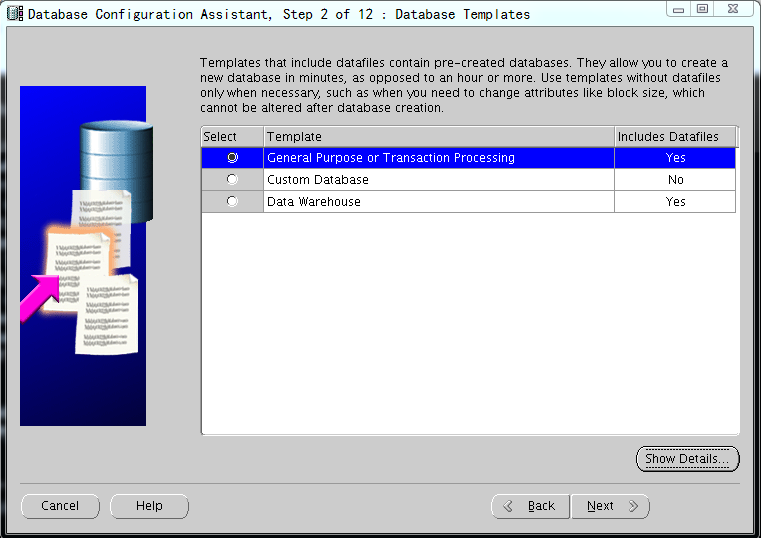 Database Configuration Assistant, Step 2 of 12 : Database Templates
Templates that include datafiles contain pre-created databases. They allow you to create a
new database in minutes, as opposed to an hour or more. Use templates without datafiles
only when necessary, such as when you need to change attributes like block size, which
cannot be altered after database creation.
Select Template Includes Datafiles
General Purpose or Transaction Processing Yes
Custom Database No
Data Warehouse Yes
Show Details...
Cancel Help Back Next